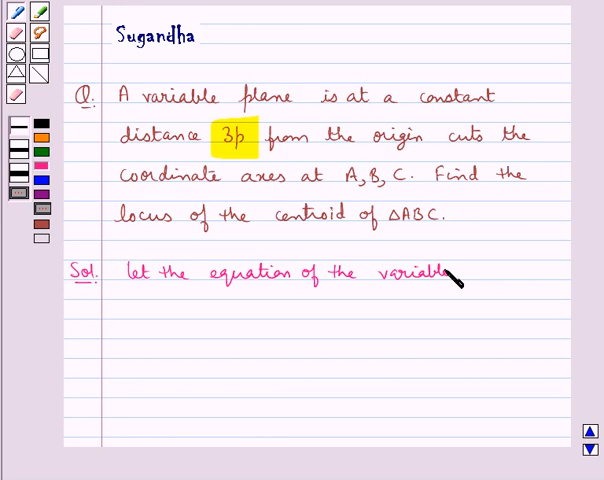 Sugandha
Q. A variable plane is at a constant
distance 3p from the origin cuts the
coordinate axes at A, B, C. Find the
locus of the centroid of ΔABC.
Sol. let the equation of the variable